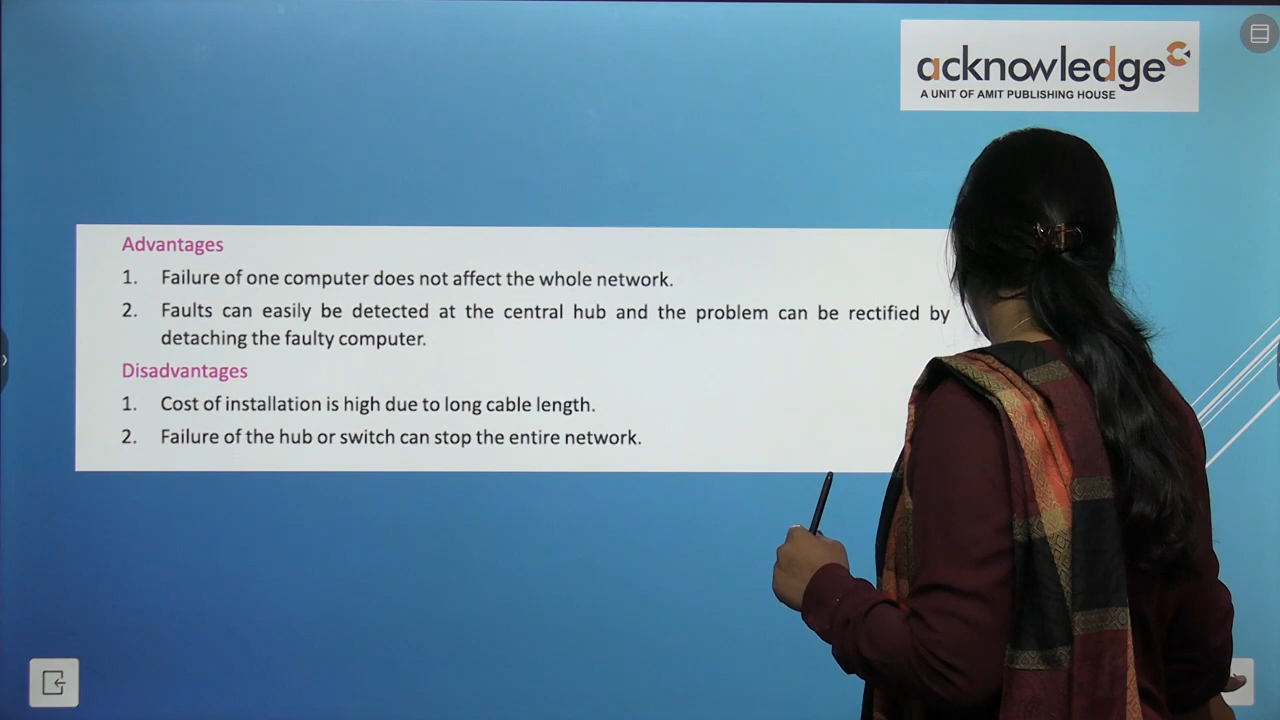 acknowledge
A UNIT OF AMIT PUBLISHING HOUSE
Advantages
1. Failure of one computer does not affect the whole network.
2. Faults can easily be detected at the central hub and the problem can be rectified by
detaching the faulty computer.
Disadvantages
1. Cost of installation is high due to long cable length.
2. Failure of the hub or switch can stop the entire network.